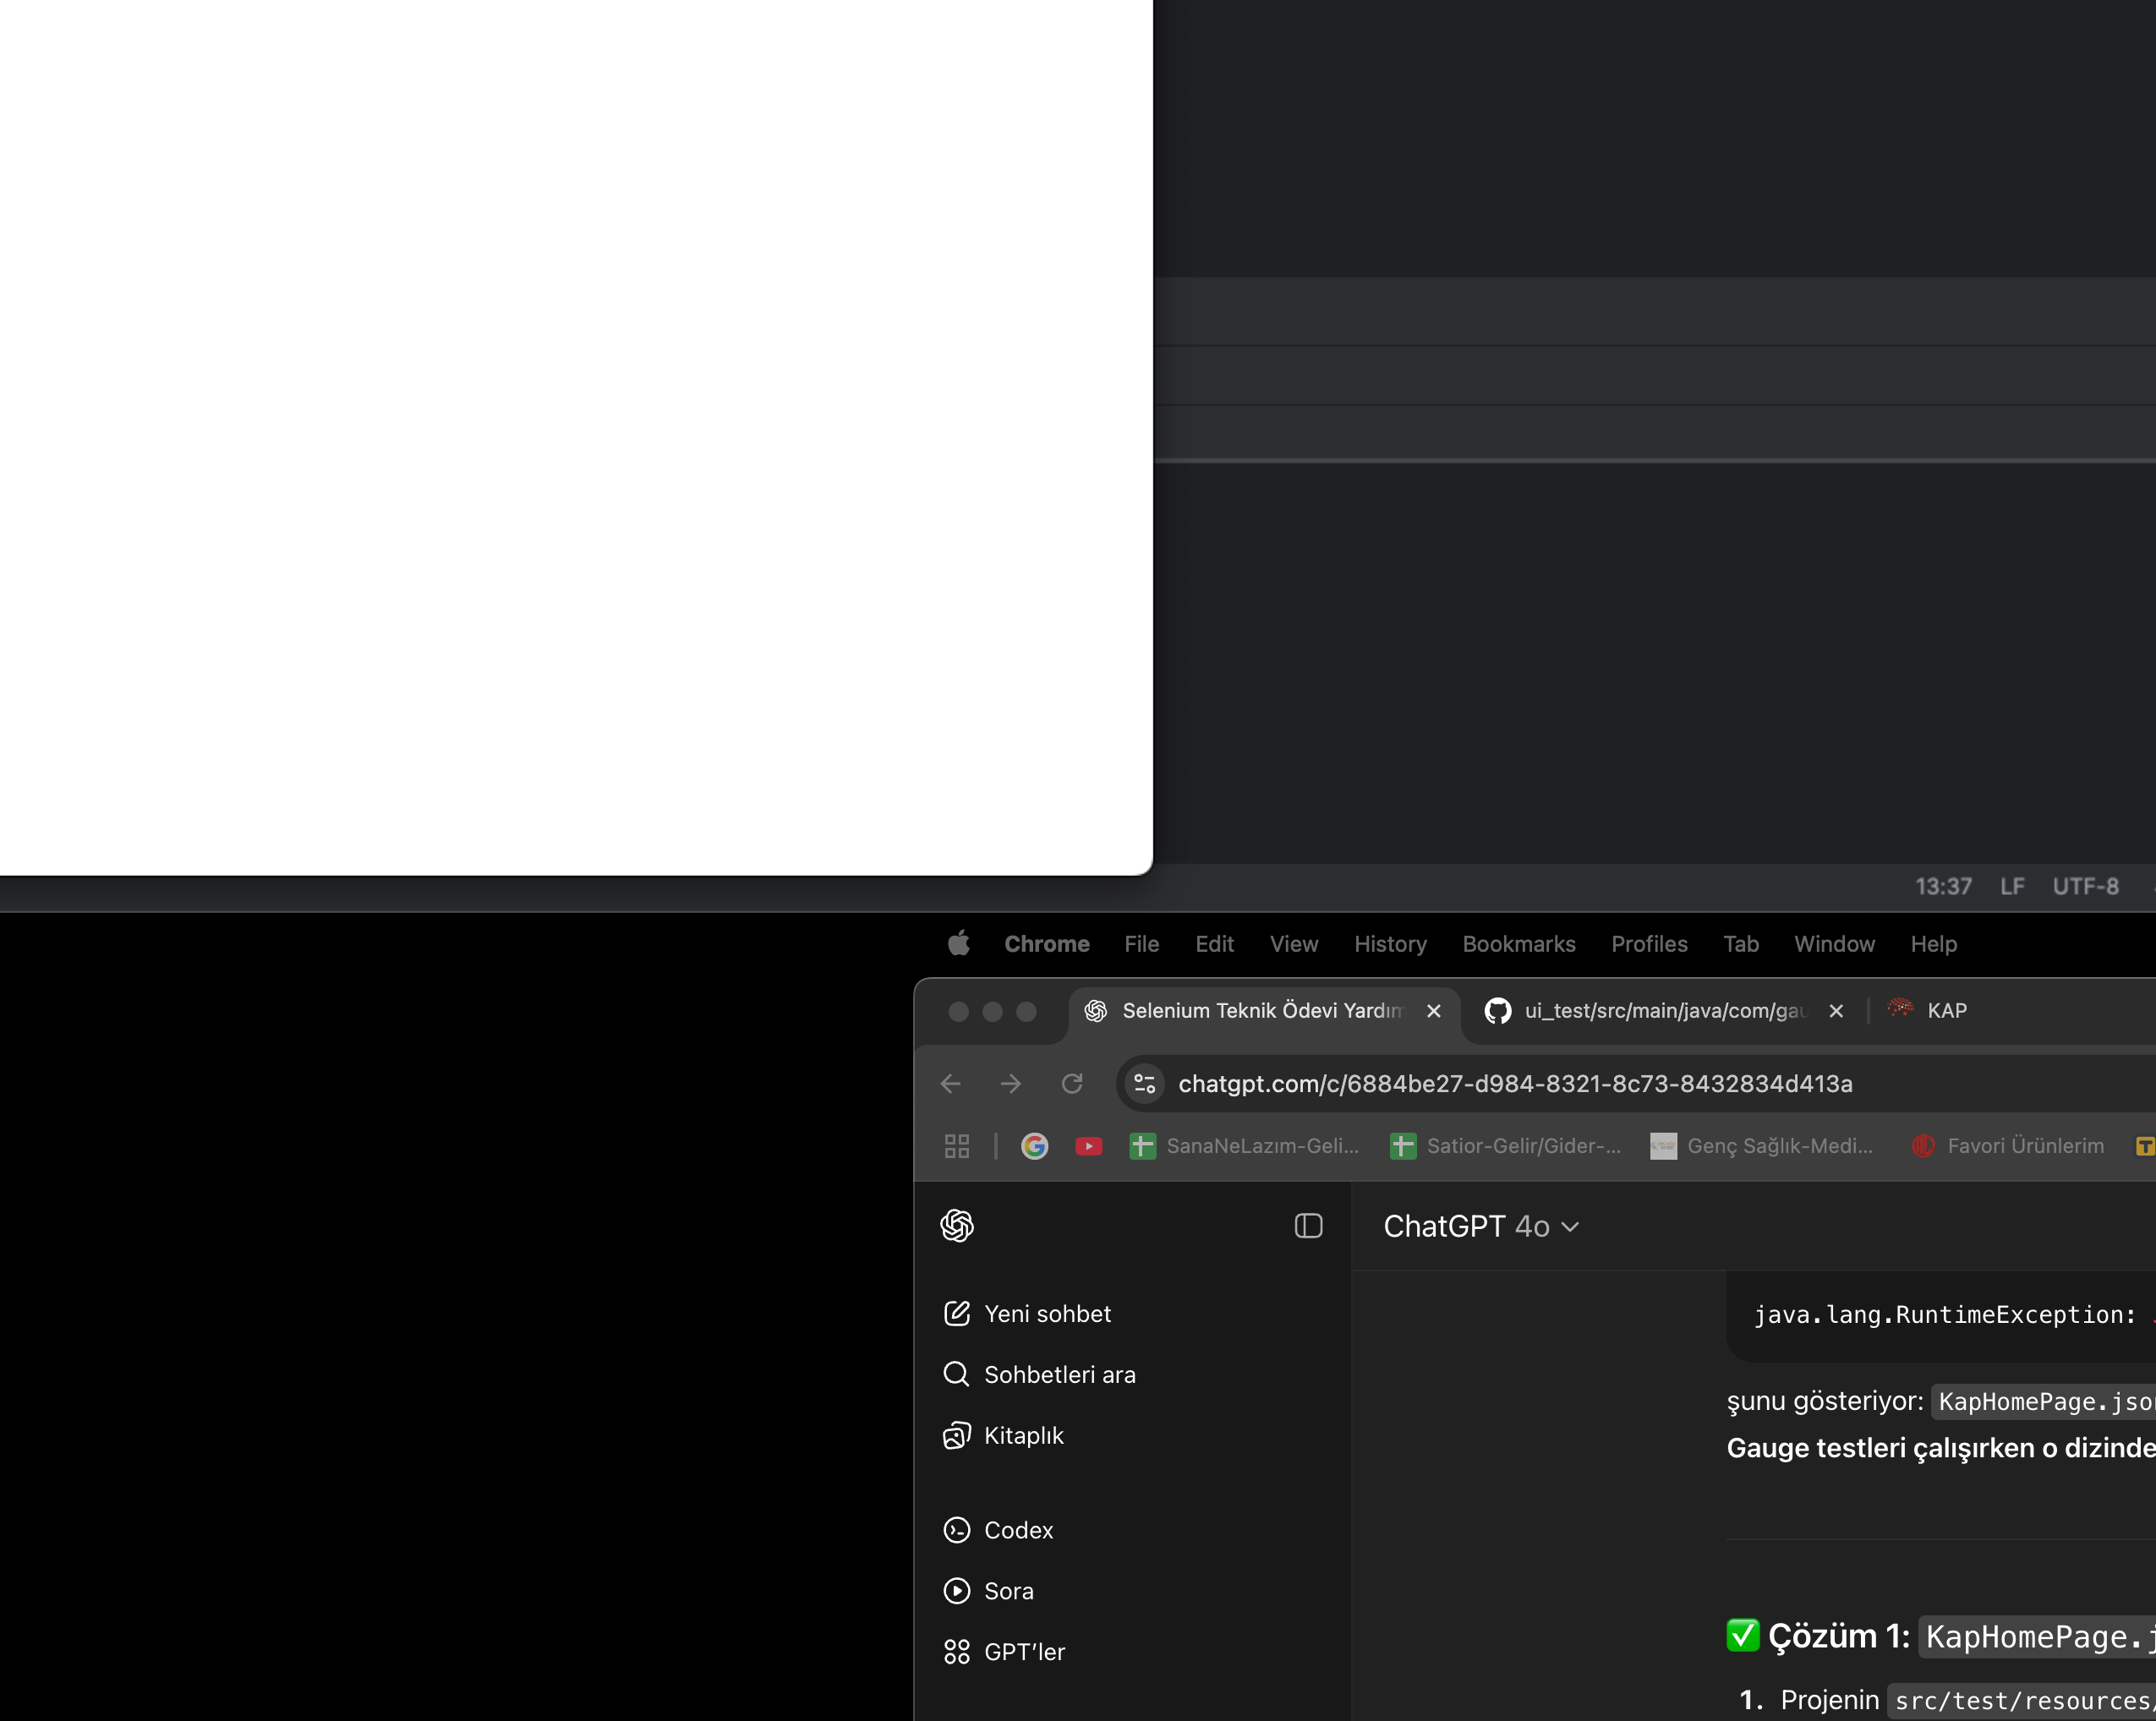 13:37 LF UTF-8
Chrome File Edit View History Bookmarks Profiles Tab Window Help
Selenium Teknik Ödevi Yardım ui_test/src/main/java/com/gau KAP
chatgpt.com/c/6884be27-d984-8321-8c73-8432834d413a
SanaNeLazım-Geli... Satior-Gelir/Gider-... Genç Sağlık-Medi... Favori Ürünlerim
ChatGPT 4o
Yeni sohbet
Sohbetleri ara
Kitaplık
Codex
Sora
GPT'ler
java.lang.RuntimeException:
şunu gösteriyor: KapHomePage.jso
Gauge testleri çalışırken o dizinde
✅ Çözüm 1: KapHomePage.j
1. Projenin src/test/resources/